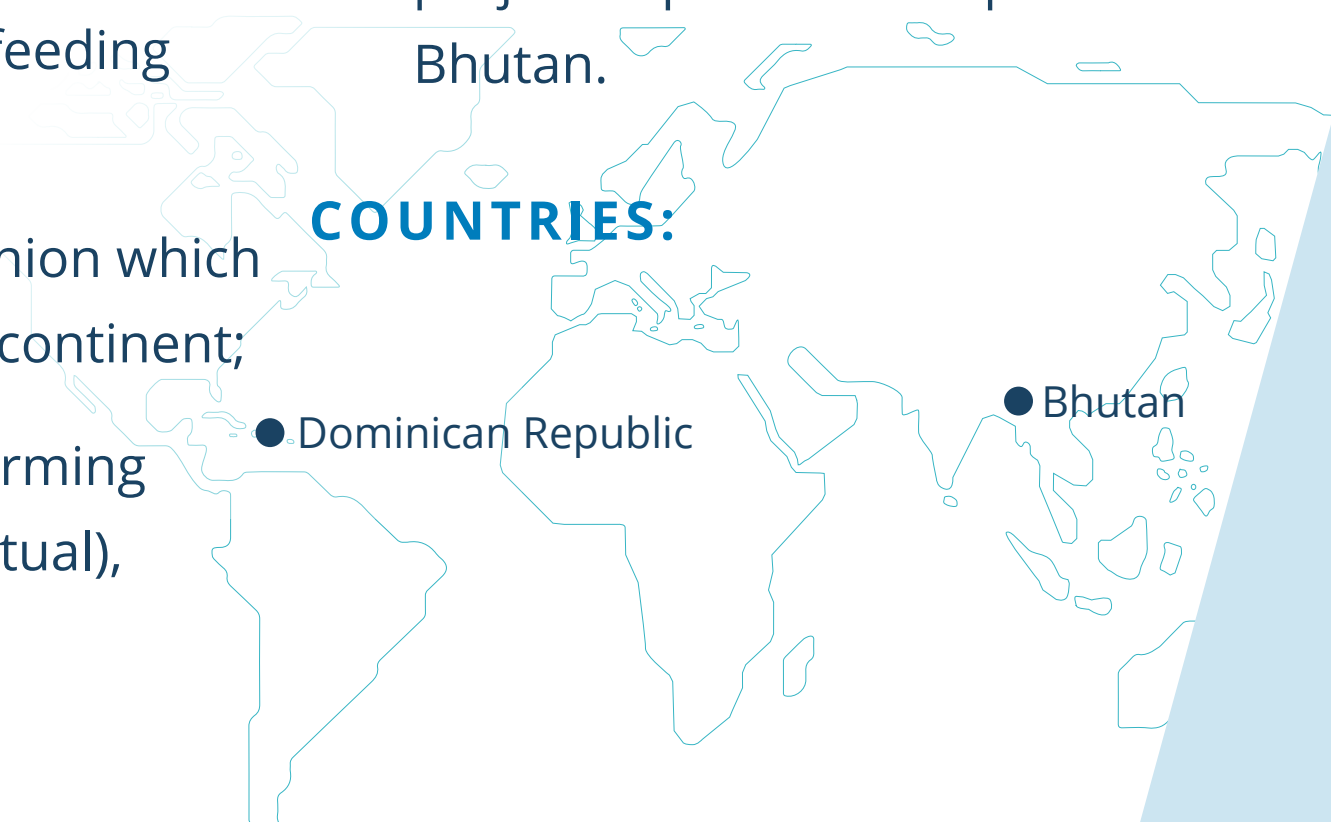 feeding
nion which
continent;
rming
tual),
Bhutan.
COUNTRIES:
Dominican Republic
Bhutan